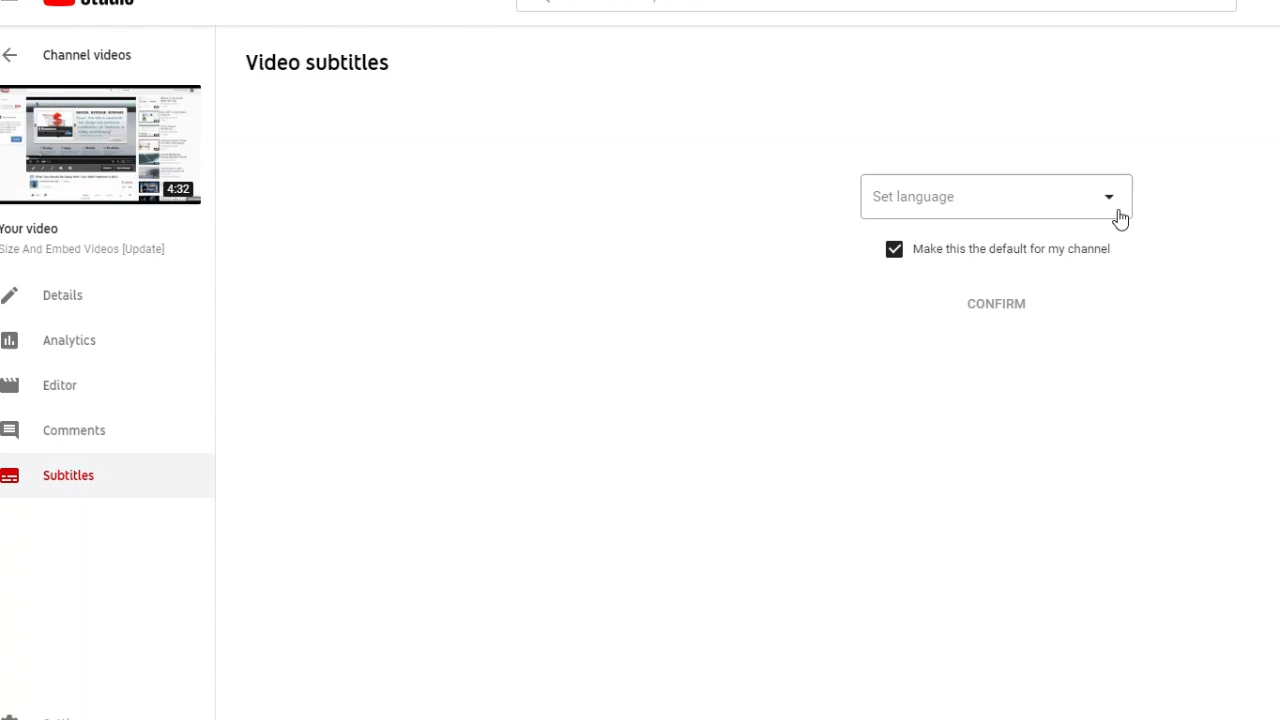 Studio
Channel videos
Video subtitles
4:32
Set language
Your video
Size And Embed Videos [Update]
Make this the default for my channel
Details
CONFIRM
Analytics
Editor
Comments
Subtitles